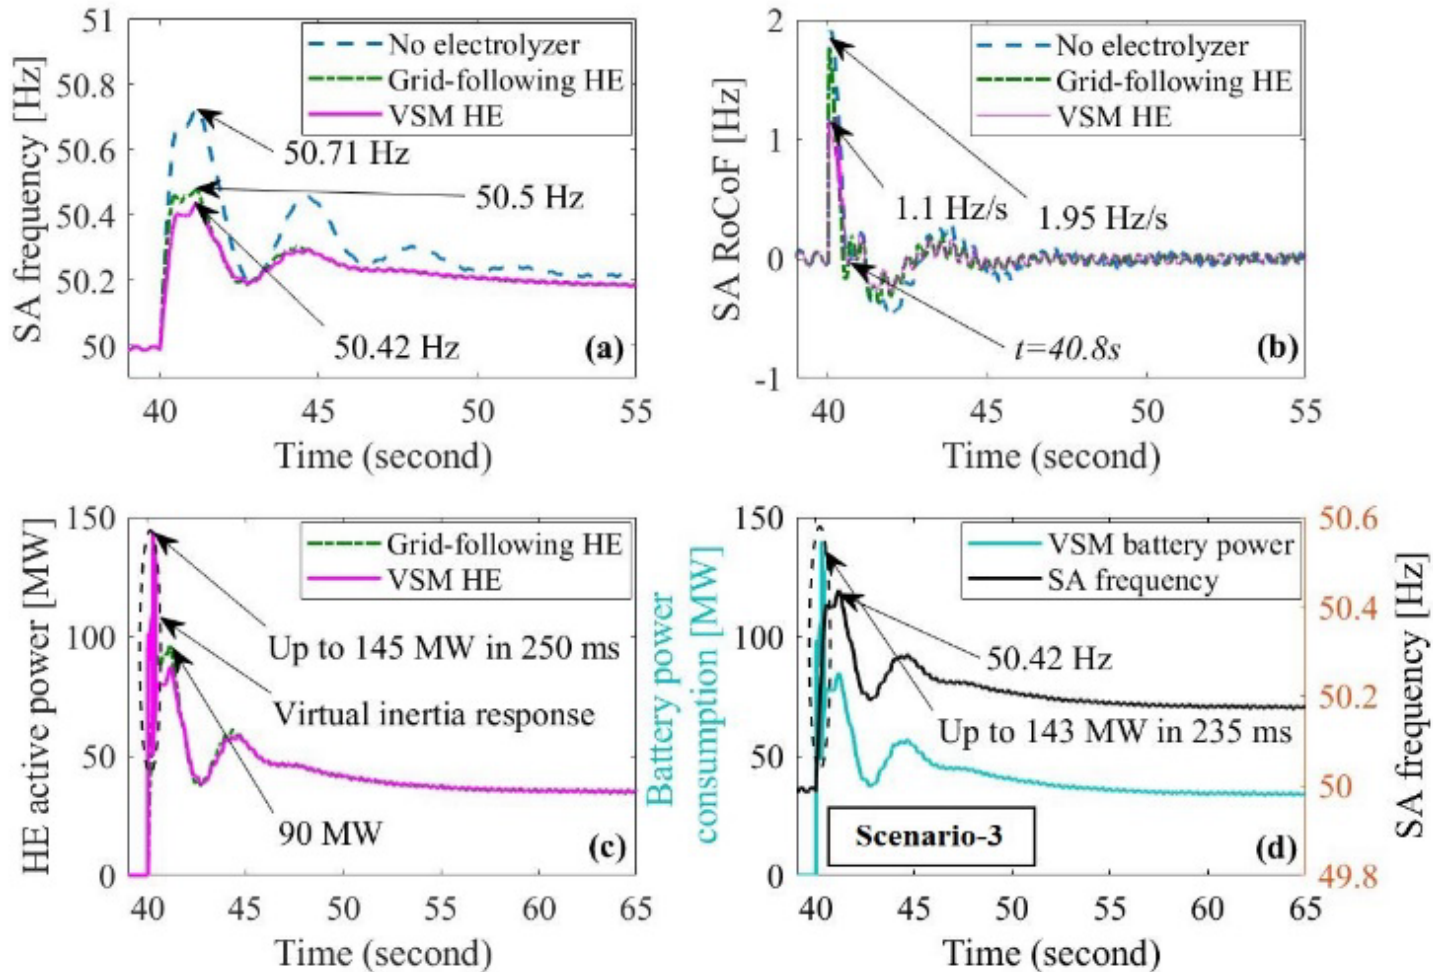 51
50.8
50.6
50.4
50.2
50
SA frequency [Hz]
No electrolyzer
Grid-following HE
VSM HE
50.71 Hz
50.5 Hz
50.42 Hz
(a)
40
45
50
55
Time (second)
2
1
0
-1
SA RoCoF [Hz]
No electrolyzer
Grid-following HE
VSM HE
1.1 Hz/s
1.95 Hz/s
t=40.8s
(b)
40
45
50
55
Time (second)
150
100
50
0
HE active power [MW]
Grid-following HE
VSM HE
Up to 145 MW in 250 ms
Virtual inertia response
90 MW
(c)
40
45
50
55
60
65
Time (second)
Battery power
consumption [MW]
150
100
50
0
VSM battery power
SA frequency
50.42 Hz
Up to 143 MW in 235 ms
Scenario-3
(d)
50.6
50.4
50.2
50
49.8
SA frequency [Hz]
40
45
50
55
60
65
Time (second)